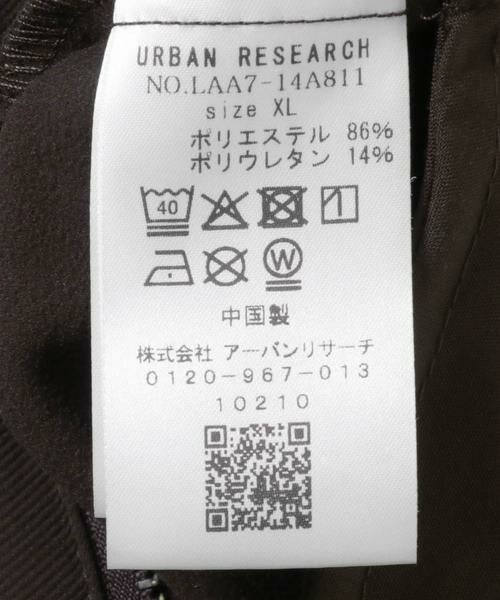 URBAN RESEARCH
NO.LAA7-14A811
size XL
ポリエステル 86%
ポリウレタン 14%
40
W
中国製
株式会社 アーバンリサーチ
0120-967-013
10210